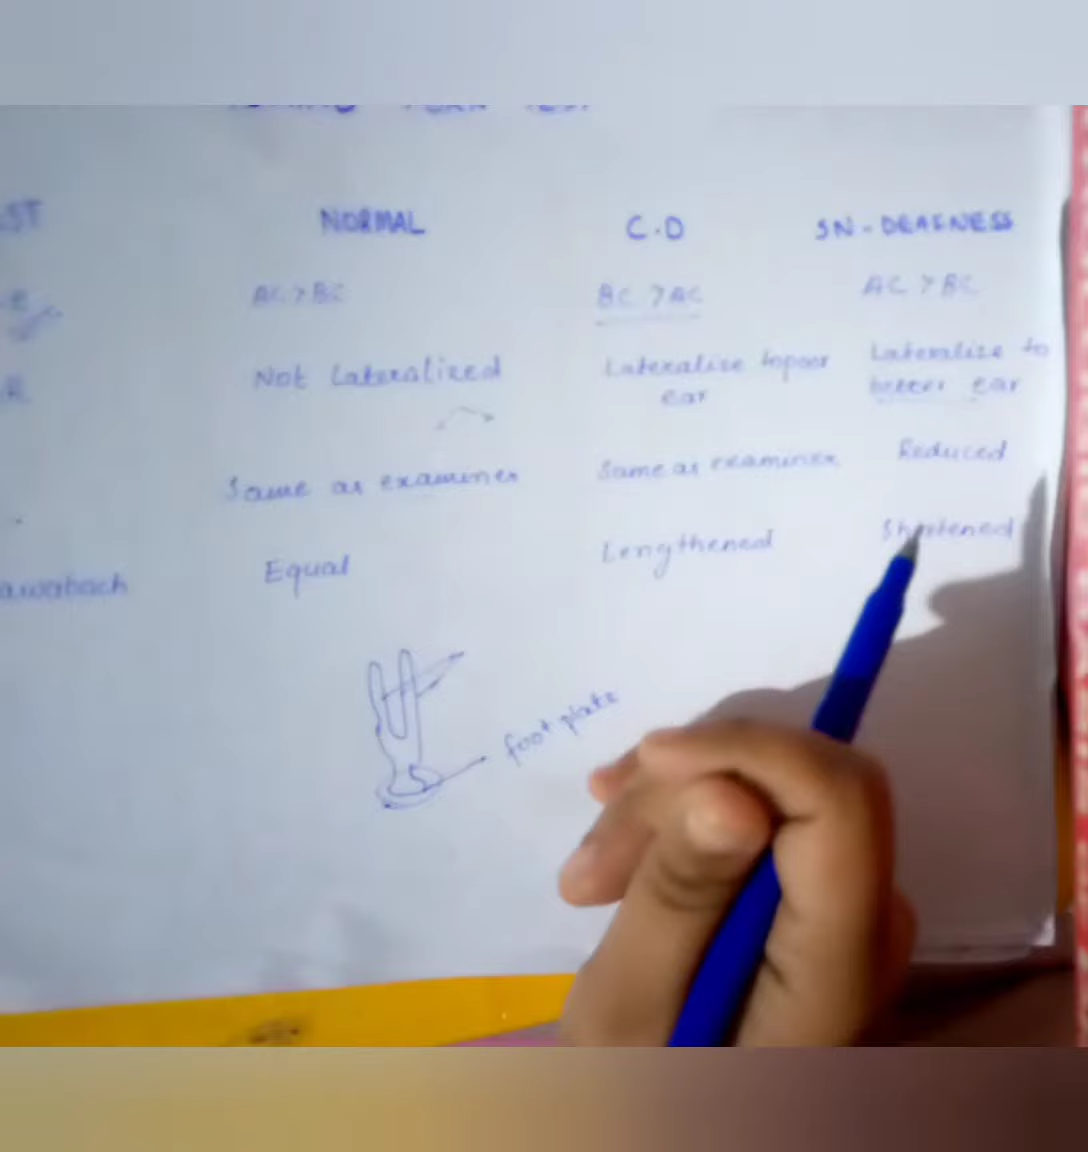 TEST
NORMAL C.D SN-DEAFNESS
AC > BC BC > AC AC > BC
Not Lateralized Lateralize to poor ear Lateralize to better ear
Same as examiner Same as examiner Reduced
Equal Lengthened Shortened
foot plate